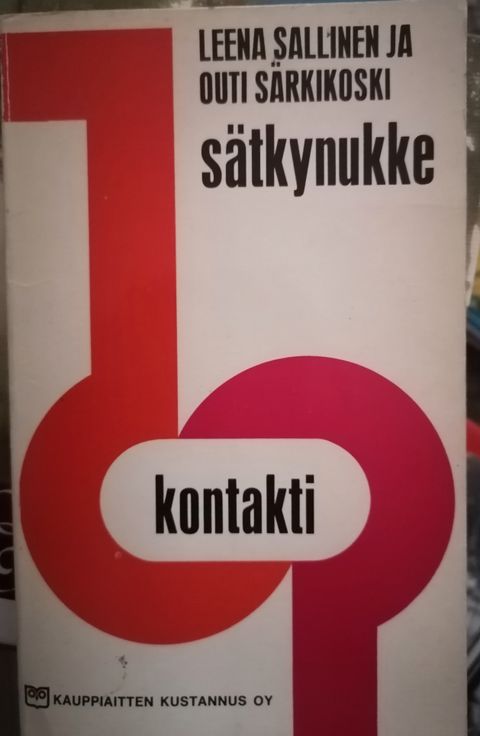 LEENA SALLINEN JA
OUTI SÄRKIKOSKI
sätkynukke
kontakti
KAUPPIAITTEN KUSTANNUS OY